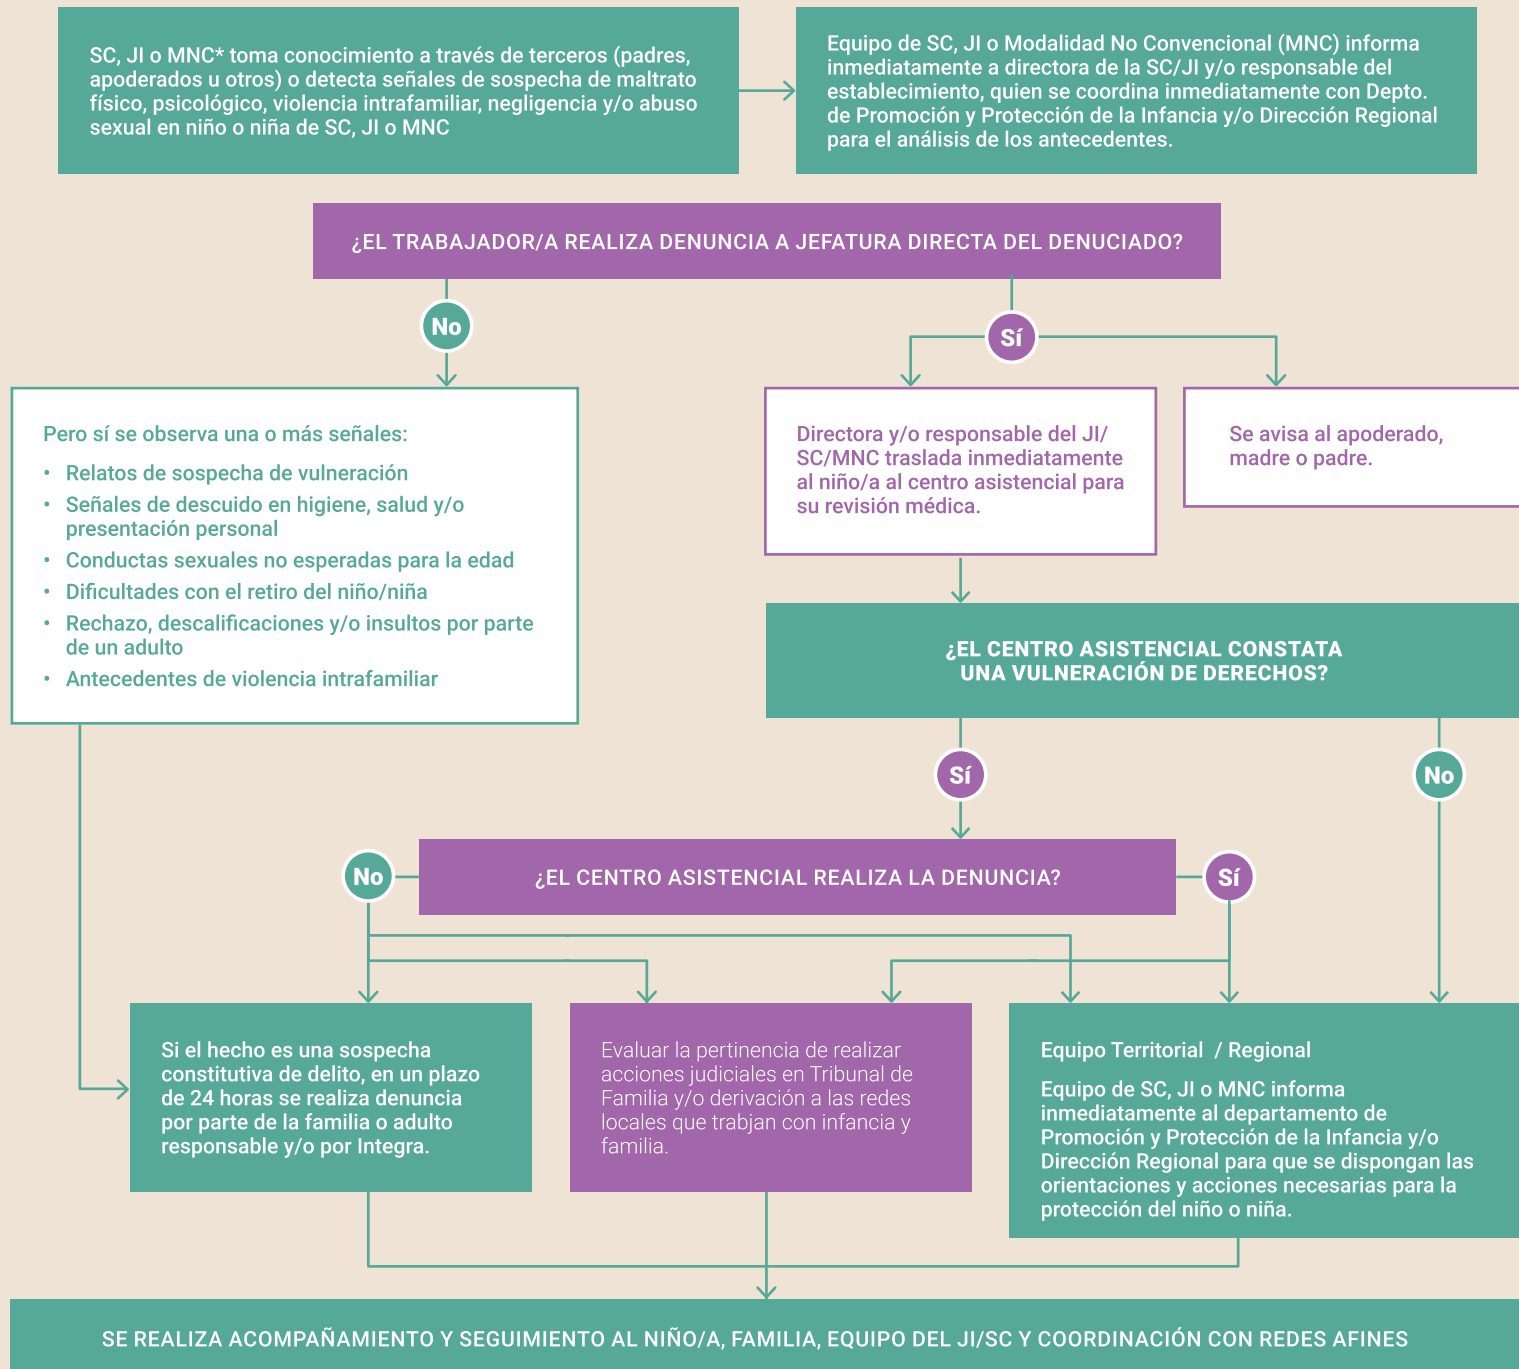 SC, JI o MNC* toma conocimiento a través de terceros (padres,
apoderados u otros) o detecta señales de sospecha de maltrato
físico, psicológico, violencia intrafamiliar, negligencia y/o abuso
sexual en niño o niña de SC, JI o MNC
Equipo de SC, JI o Modalidad No Convencional (MNC) informa
inmediatamente a directora de la SC/JI y/o responsable del
establecimiento, quien se coordina inmediatamente con Depto.
de Promoción y Protección de la Infancia y/o Dirección Regional
para el análisis de los antecedentes.
¿EL TRABAJADOR/A REALIZA DENUNCIA A JEFATURA DIRECTA DEL DENUCIADO?
No
Sí
Pero sí se observa una o más señales:
• Relatos de sospecha de vulneración
• Señales de descuido en higiene, salud y/o
presentación personal
• Conductas sexuales no esperadas para la edad
• Dificultades con el retiro del niño/niña
• Rechazo, descalificaciones y/o insultos por parte
de un adulto
• Antecedentes de violencia intrafamiliar
Directora y/o responsable del JI/
SC/MNC traslada inmediatamente
al niño/a al centro asistencial para
su revisión médica.
Se avisa al apoderado,
madre o padre.
¿EL CENTRO ASISTENCIAL CONSTATA
UNA VULNERACIÓN DE DERECHOS?
Sí
No
No
¿EL CENTRO ASISTENCIAL REALIZA LA DENUNCIA?
Sí
Si el hecho es una sospecha
constitutiva de delito, en un plazo
de 24 horas se realiza denuncia
por parte de la familia o adulto
responsable y/o por Integra.
Evaluar la pertinencia de realizar
acciones judiciales en Tribunal de
Familia y/o derivación a las redes
locales que trabjan con infancia y
familia.
Equipo Territorial / Regional
Equipo de SC, JI o MNC informa
inmediatamente al departamento de
Promoción y Protección de la Infancia y/o
Dirección Regional para que se dispongan las
orientaciones y acciones necesarias para la
protección del niño o niña.
SE REALIZA ACOMPAÑAMIENTO Y SEGUIMIENTO AL NIÑO/A, FAMILIA, EQUIPO DEL JI/SC Y COORDINACIÓN CON REDES AFINES